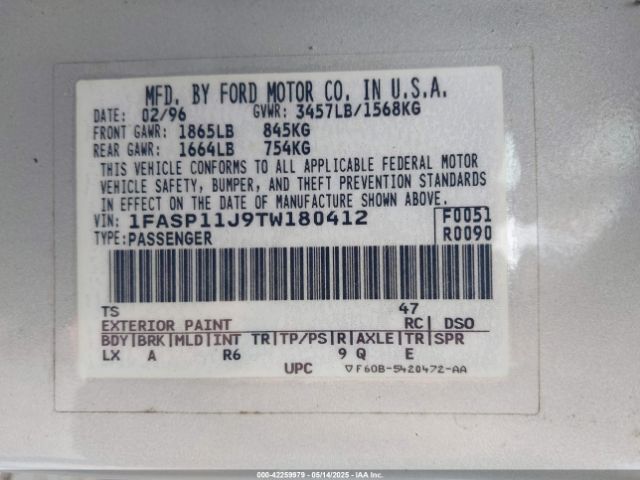 MFD. BY FORD MOTOR CO. IN U.S.A.
DATE: 02/96 GVWR: 3457LB/1568KG
FRONT GAWR: 1865LB 845KG
REAR GAWR: 1664LB 754KG
THIS VEHICLE CONFORMS TO ALL APPLICABLE FEDERAL MOTOR
VEHICLE SAFETY, BUMPER, AND THEFT PREVENTION STANDARDS
IN EFFECT ON THE DATE OF MANUFACTURE SHOWN ABOVE.
VIN: 1FASP11J9TW180412 F0051
TYPE: PASSENGER R0090
TS 47
EXTERIOR PAINT RC| DSO
BDY|BRK|MLD|INT TR|TP/PS|R|AXLE|TR|SPR
LX A R6 9 Q E
UPC ▽F60B-5420472-AA
000-42259979 | 05/14/2025 | IAA Inc.